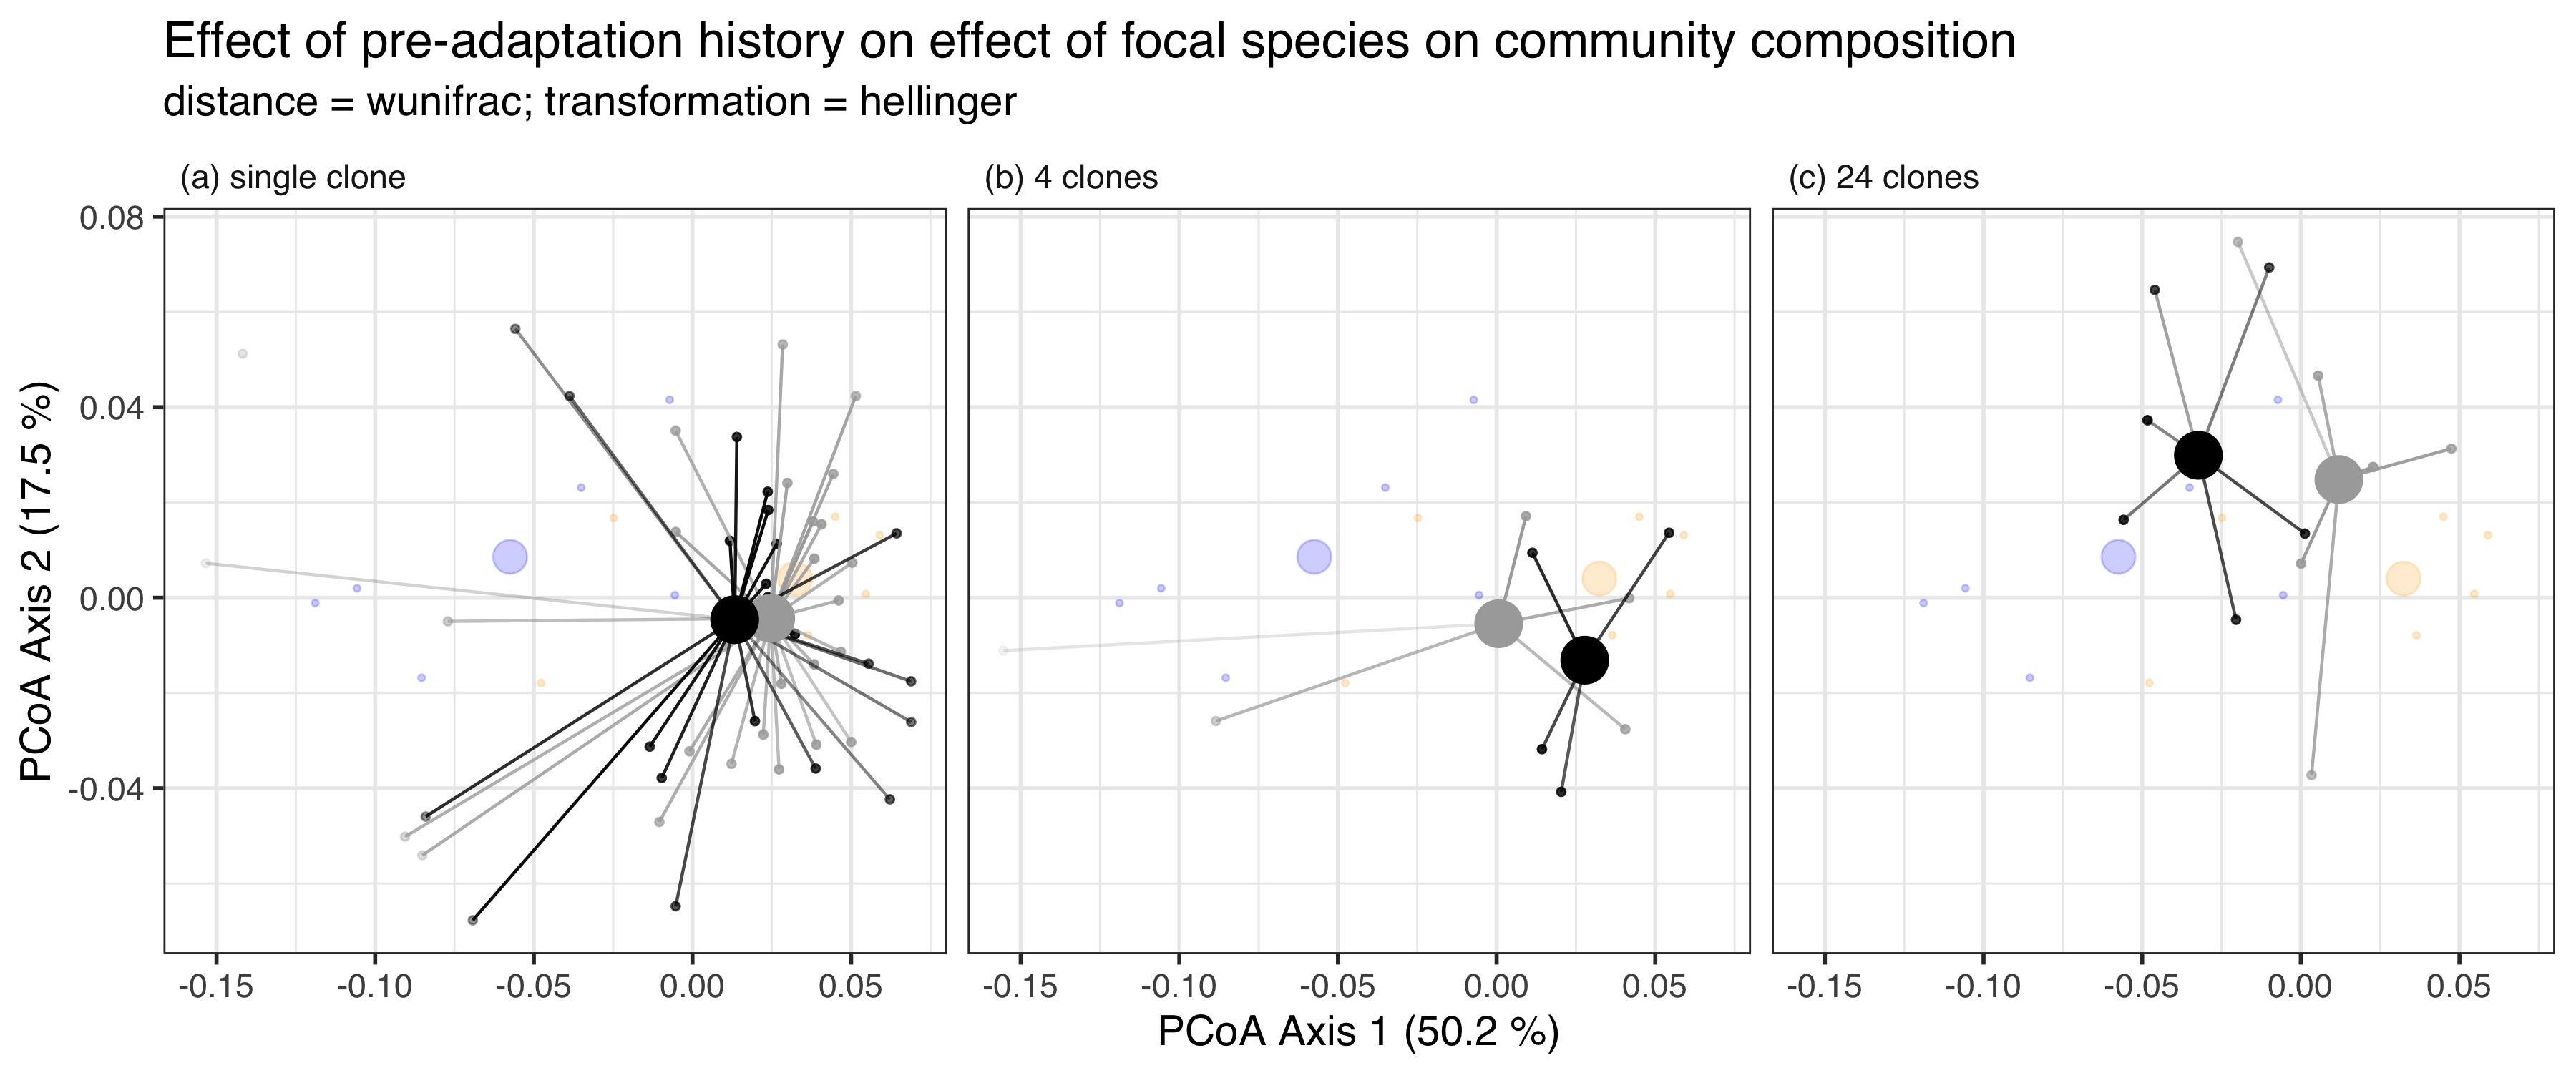 Effect of pre-adaptation history on effect of focal species on community composition
distance = wunifrac; transformation = hellinger
(a) single clone
(b) 4 clones
(c) 24 clones
PCoA Axis 2 (17.5 %)
0.08
0.04
0.00
-0.04
-0.15 -0.10 -0.05 0.00 0.05
-0.15 -0.10 -0.05 0.00 0.05
-0.15 -0.10 -0.05 0.00 0.05
PCoA Axis 1 (50.2 %)